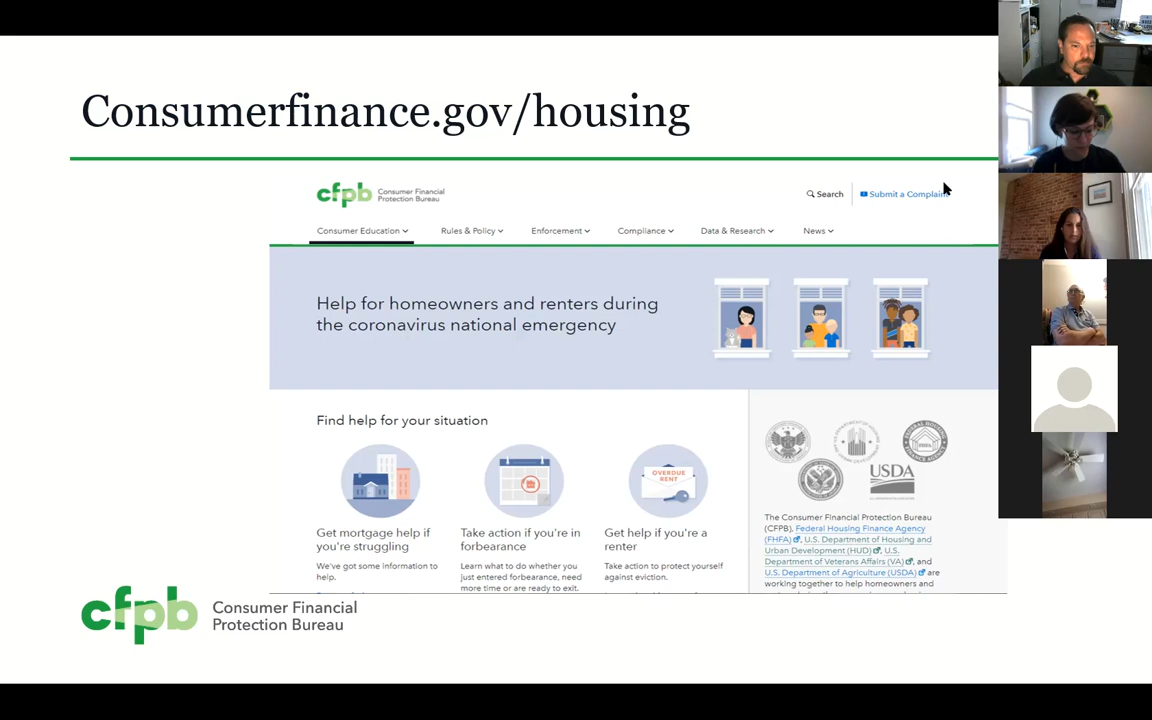 Consumerfinance.gov/housing
cfpb Consumer Financial
Protection Bureau
Search
Submit a Complaint
Consumer Education
Rules & Policy
Enforcement
Compliance
Data & Research
News
Help for homeowners and renters during
the coronavirus national emergency
Find help for your situation
OVERDUE
RENT
Get mortgage help if
you're struggling
We've got some information to
help.
Take action if you're in
forbearance
Learn what to do whether you
just entered forbearance, need
more time or are ready to exit.
Get help if you're a
renter
Take action to protect yourself
against eviction.
USDA
The Consumer Financial Protection Bureau
(CFPB), Federal Housing Finance Agency
(FHFA), U.S. Department of Housing and
Urban Development (HUD), U.S.
Department of Veterans Affairs (VA), and
U.S. Department of Agriculture (USDA) are
working together to help homeowners and
cfpb Consumer Financial
Protection Bureau